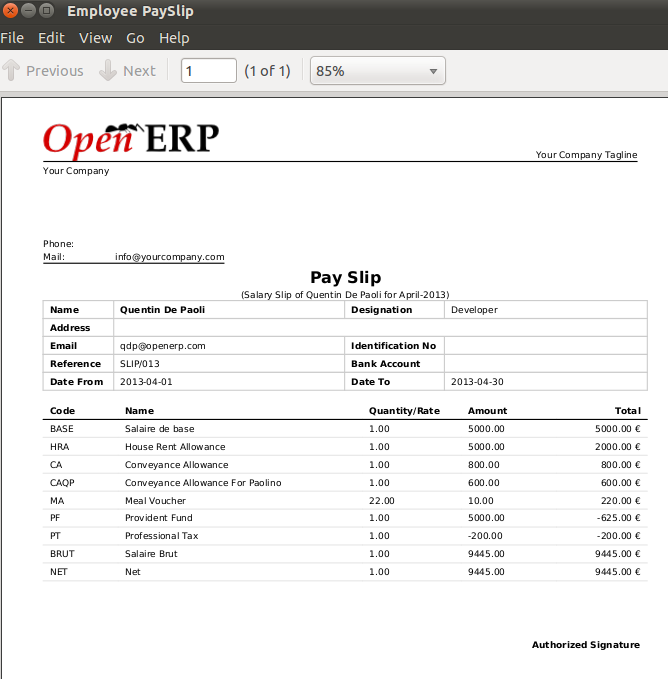 Employee PaySlip
File Edit View Go Help
Previous Next 1 (1 of 1) 85%
Open ERP
Your Company Tagline
Your Company
Phone:
Mail: info@yourcompany.com
Pay Slip
(Salary Slip of Quentin De Paoli for April-2013)
Name Quentin De Paoli Designation Developer
Address
Email qdp@openerp.com Identification No
Reference SLIP/013 Bank Account
Date From 2013-04-01 Date To 2013-04-30
Code Name Quantity/Rate Amount Total
BASE Salaire de base 1.00 5000.00 5000.00 €
HRA House Rent Allowance 1.00 5000.00 2000.00 €
CA Conveyance Allowance 1.00 800.00 800.00 €
CAQP Conveyance Allowance For Paolino 1.00 600.00 600.00 €
MA Meal Voucher 22.00 10.00 220.00 €
PF Provident Fund 1.00 5000.00 -625.00 €
PT Professional Tax 1.00 -200.00 -200.00 €
BRUT Salaire Brut 1.00 9445.00 9445.00 €
NET Net 1.00 9445.00 9445.00 €
Authorized Signature